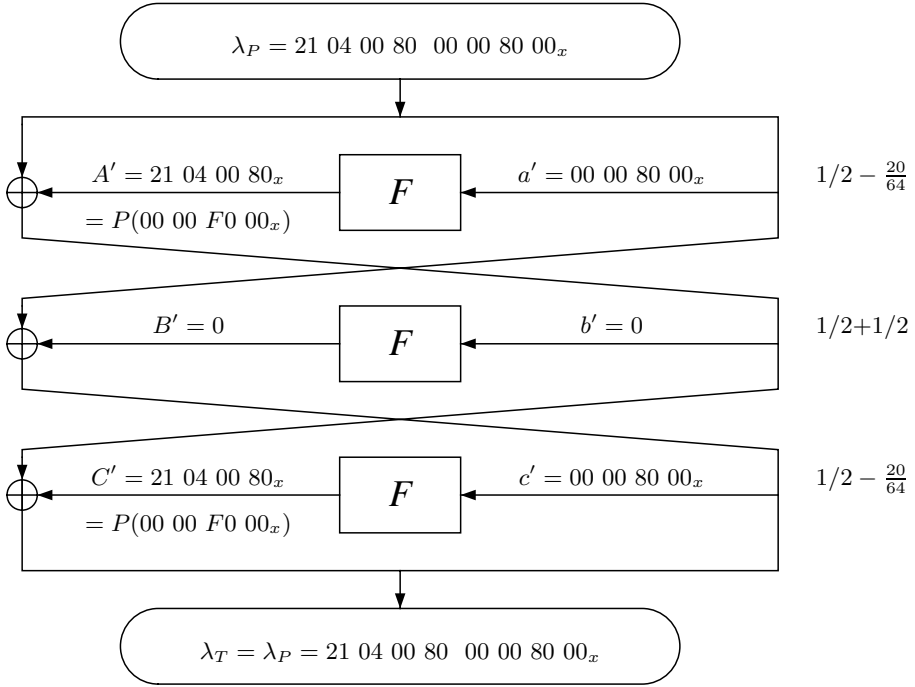 λ_P = 21 04 00 80 00 00 80 00_x
A′ = 21 04 00 80_x F a′ = 00 00 80 00_x 1/2 − 20/64
= P(00 00 F0 00_x)
B′ = 0 F b′ = 0 1/2+1/2
C′ = 21 04 00 80_x F c′ = 00 00 80 00_x 1/2 − 20/64
= P(00 00 F0 00_x)
λ_T = λ_P = 21 04 00 80 00 00 80 00_x